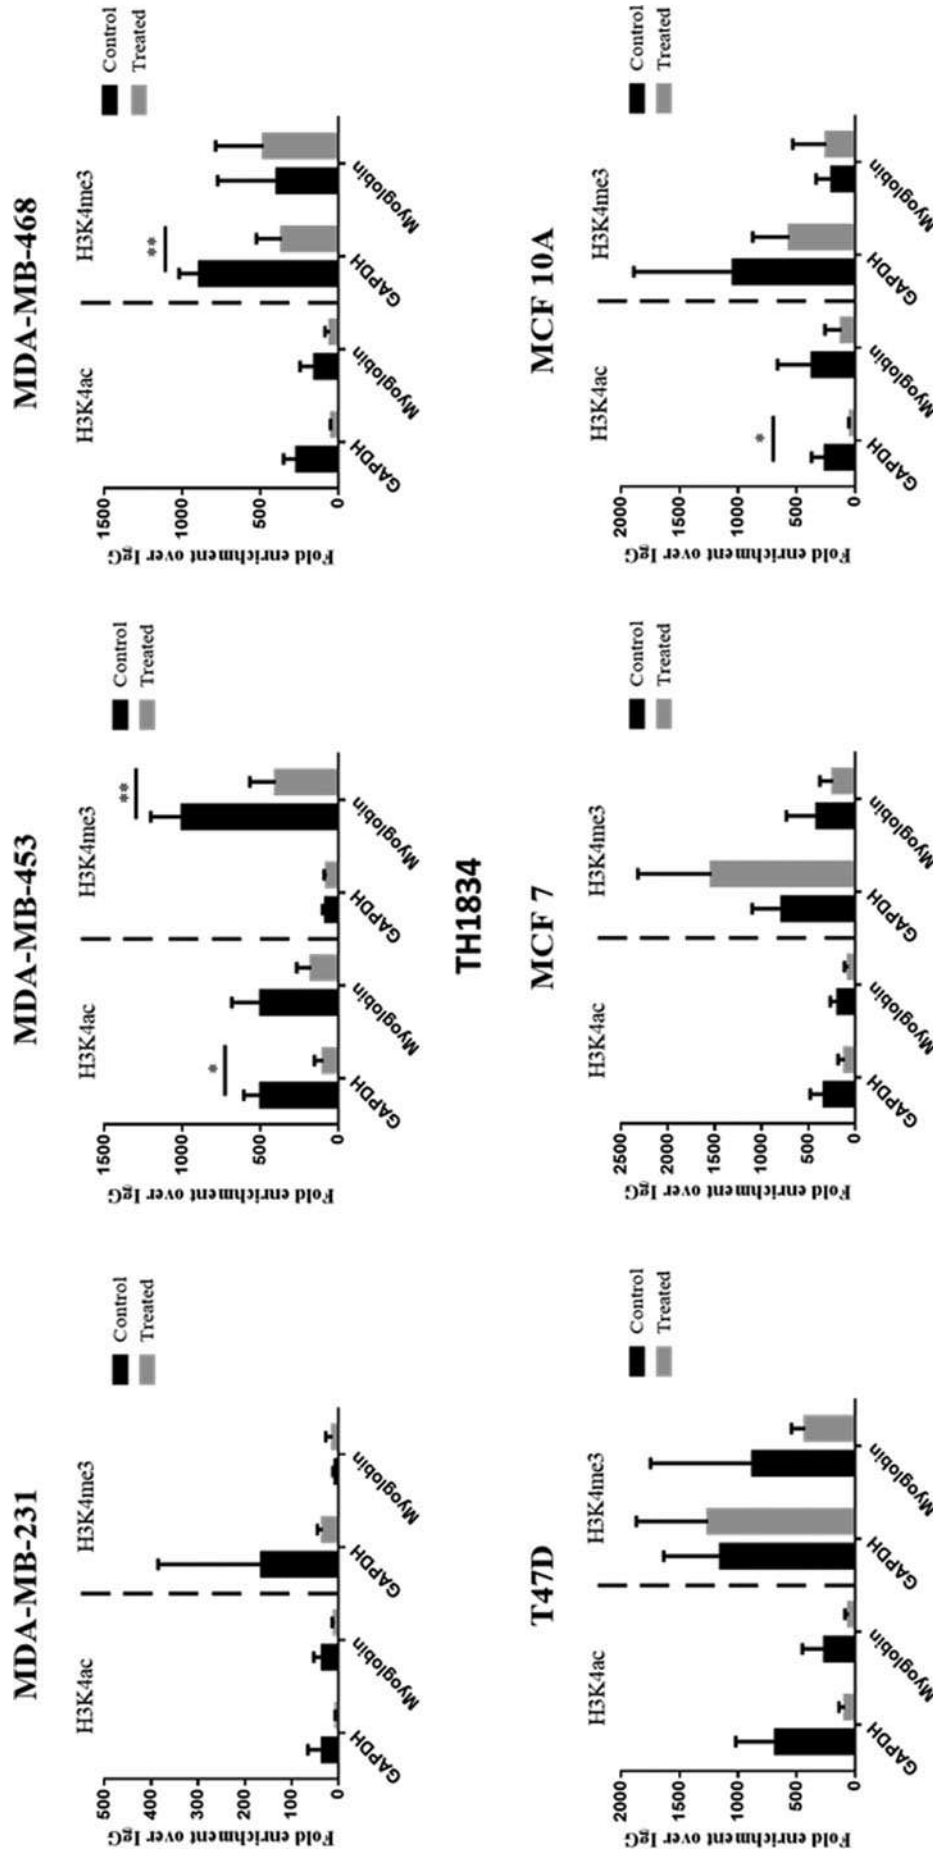 MDA-MB-231
H3K4ac
H3K4me3
Control
Treated
Fold enrichment over IgG
500
400
300
200
100
0
GAPDH
Myoglobin
GAPDH
Myoglobin
MDA-MB-453
H3K4ac
H3K4me3
Control
Treated
Fold enrichment over IgG
1500
1000
500
0
*
**
GAPDH
Myoglobin
GAPDH
Myoglobin
MDA-MB-468
H3K4ac
H3K4me3
Control
Treated
Fold enrichment over IgG
1500
1000
500
0
**
GAPDH
Myoglobin
GAPDH
Myoglobin
TH1834
T47D
H3K4ac
H3K4me3
Control
Treated
Fold enrichment over IgG
2000
1500
1000
500
0
GAPDH
Myoglobin
GAPDH
Myoglobin
MCF 7
H3K4ac
H3K4me3
Control
Treated
Fold enrichment over IgG
2500
2000
1500
1000
500
0
GAPDH
Myoglobin
GAPDH
Myoglobin
MCF 10A
H3K4ac
H3K4me3
Control
Treated
Fold enrichment over IgG
2000
1500
1000
500
0
*
GAPDH
Myoglobin
GAPDH
Myoglobin